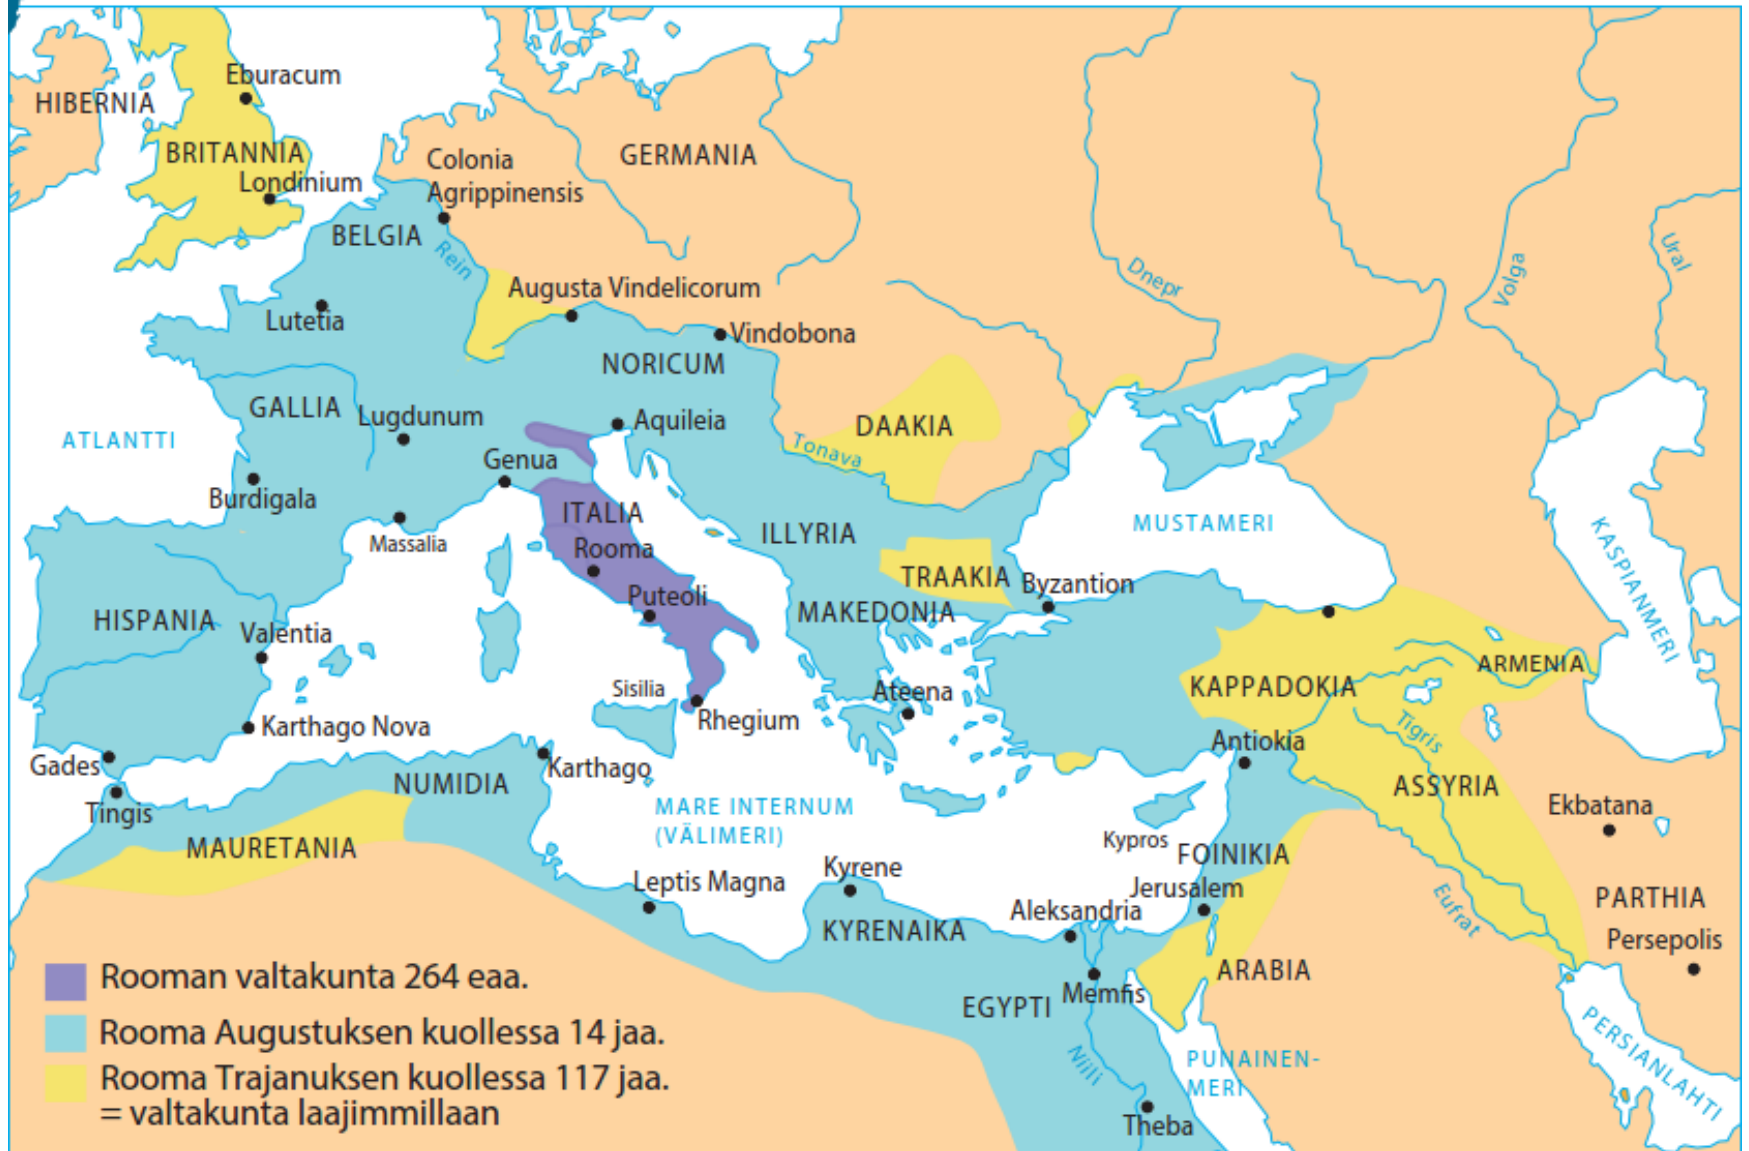 Eburacum
HIBERNIA
BRITANNIA
Londinium
Colonia
Agrippinensis
GERMANIA
BELGIA
Rein
Dnepr
Volga
Ural
Augusta Vindelicorum
Lutetia
Vindobona
NORICUM
GALLIA
Lugdunum
Aquileia
DAAKIA
ATLANTTI
Tonava
Genua
Burdigala
ITALIA
ILLYRIA
MUSTAMERI
KASPIANMERI
Massalia
Rooma
TRAAKIA
Byzantion
Puteoli
MAKEDONIA
HISPANIA
Valentia
ARMENIA
KAPPADOKIA
Sisilia
Ateena
Rhegium
Karthago Nova
Tigris
Antiokia
Gades
Karthago
NUMIDIA
ASSYRIA
Tingis
MARE INTERNUM
(VÄLIMERI)
Ekbatana
MAURETANIA
Kypros
FOINIKIA
Kyrene
Leptis Magna
Jerusalem
Aleksandria
Eufrat
PARTHIA
KYRENAIKA
Persepolis
ARABIA
Rooman valtakunta 264 eaa.
EGYPTI
Memfis
Rooma Augustuksen kuollessa 14 jaa.
Niili
PUNAINEN-
MERI
PERSIANLAHTI
Rooma Trajanuksen kuollessa 117 jaa.
= valtakunta laajimmillaan
Theba